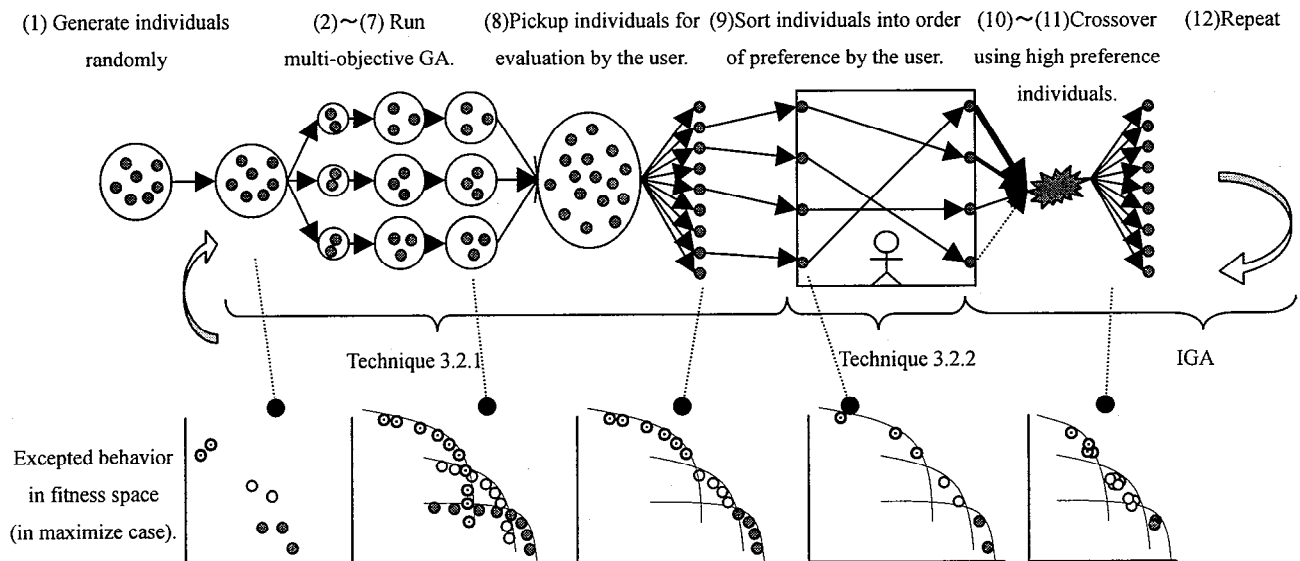 (1) Generate individuals
randomly
(2)～(7) Run
multi-objective GA.
(8)Pickup individuals for
evaluation by the user.
(9)Sort individuals into order
of preference by the user.
(10)～(11)Crossover
using high preference
individuals.
(12)Repeat
Technique 3.2.1
Technique 3.2.2
IGA
Excepted behavior
in fitness space
(in maximize case).